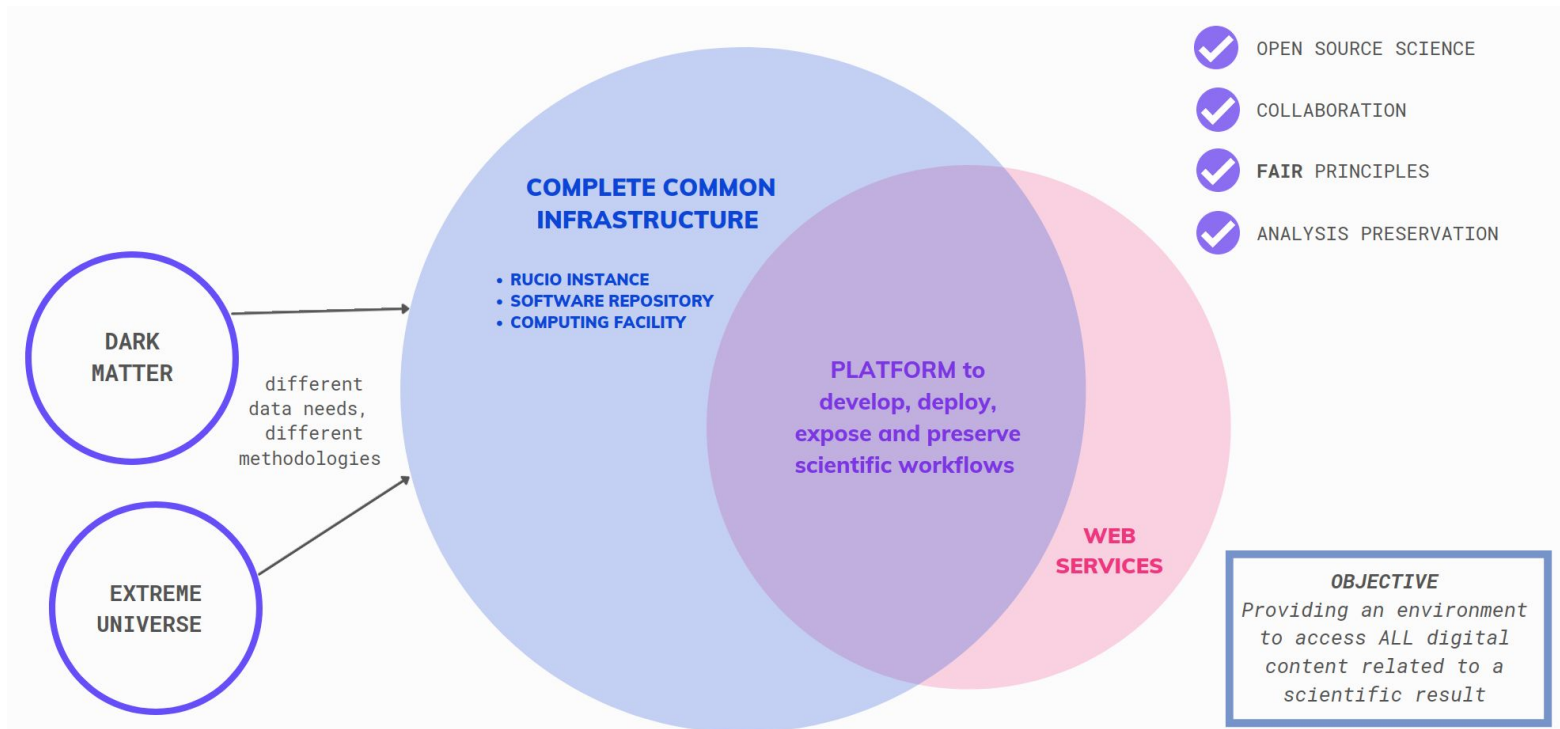 DARK
MATTER
different
data needs,
different
methodologies
EXTREME
UNIVERSE
COMPLETE COMMON
INFRASTRUCTURE
• RUCIO INSTANCE
• SOFTWARE REPOSITORY
• COMPUTING FACILITY
PLATFORM to
develop, deploy,
expose and preserve
scientific workflows
WEB
SERVICES
OPEN SOURCE SCIENCE
COLLABORATION
FAIR PRINCIPLES
ANALYSIS PRESERVATION
OBJECTIVE
Providing an environment
to access ALL digital
content related to a
scientific result